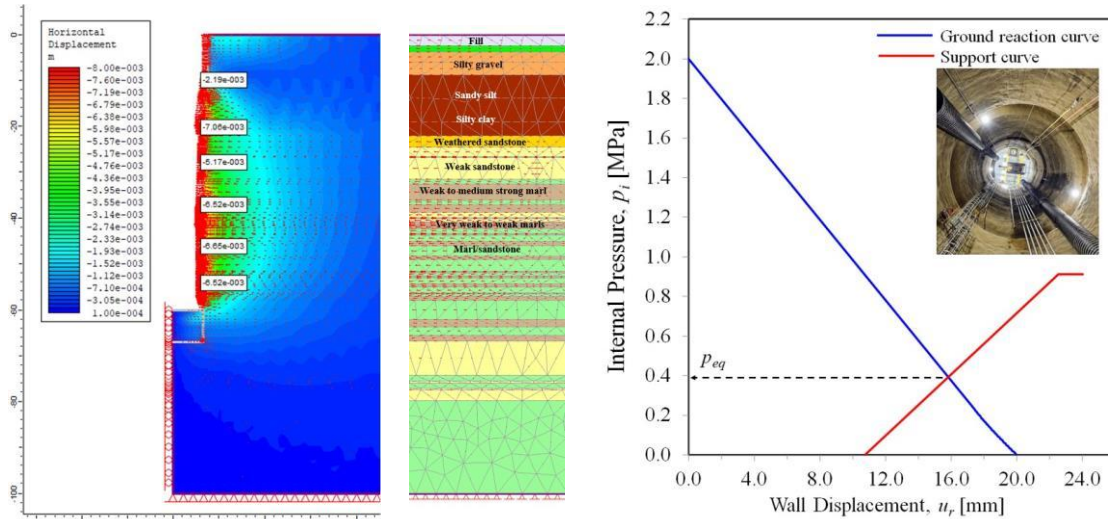 Horizontal
Displacement
m
-8.00e-003
-7.60e-003
-7.19e-003
-6.79e-003
-6.38e-003
-5.98e-003
-5.57e-003
-5.17e-003
-4.76e-003
-4.36e-003
-3.95e-003
-3.55e-003
-3.14e-003
-2.74e-003
-2.33e-003
-1.93e-003
-1.52e-003
-1.12e-003
-7.10e-004
-3.05e-004
1.00e-004
0
-20
-40
-60
-80
-100
-2.19e-003
-7.06e-003
-5.17e-003
-6.52e-003
-6.65e-003
-6.52e-003
Fill
Silty gravel
Sandy silt
Silty clay
Weathered sandstone
Weak sandstone
Weak to medium strong marl
Very weak to weak marls
Marl/sandstone
Internal Pressure, pi [MPa]
2.2
2.0
1.8
1.6
1.4
1.2
1.0
0.8
0.6
0.4
0.2
0.0
Ground reaction curve
Support curve
peq
0.0 4.0 8.0 12.0 16.0 20.0 24.0
Wall Displacement, ur [mm]